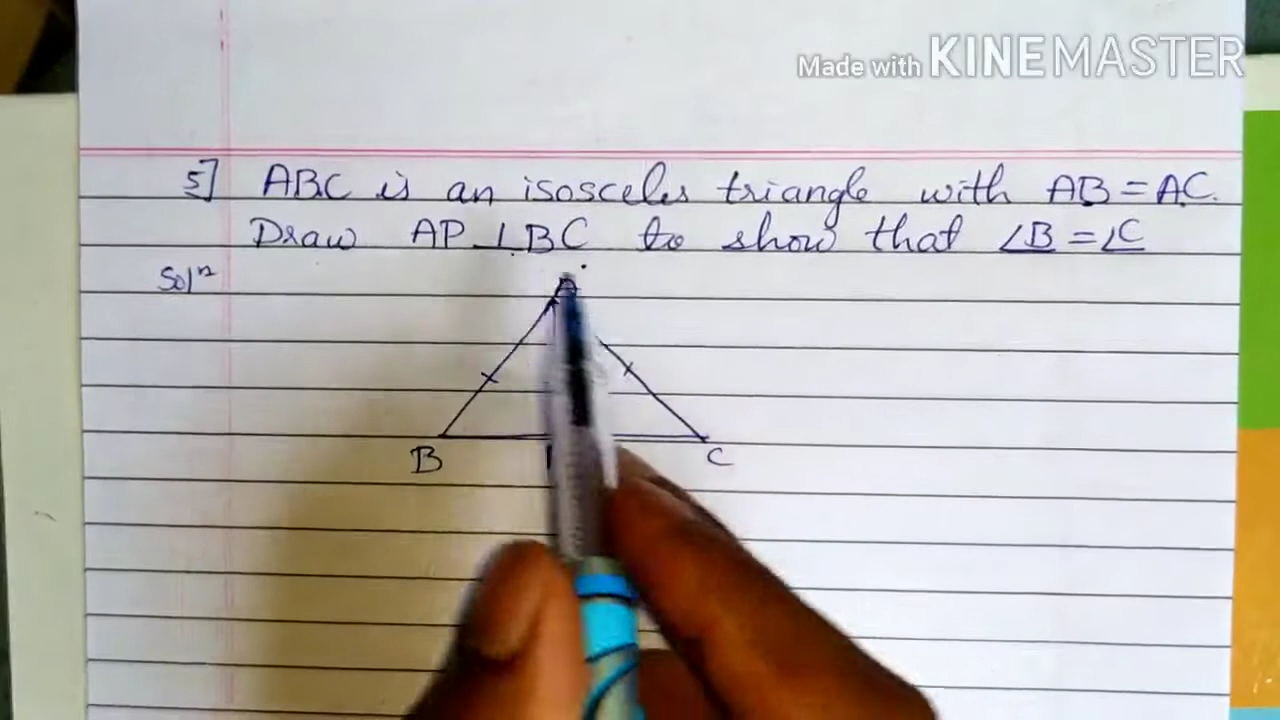 Made with KINEMASTER
5] ABC is an isosceles triangle with AB = AC.
Draw AP ⊥ BC to show that ∠B = ∠C
Solⁿ
A
B C